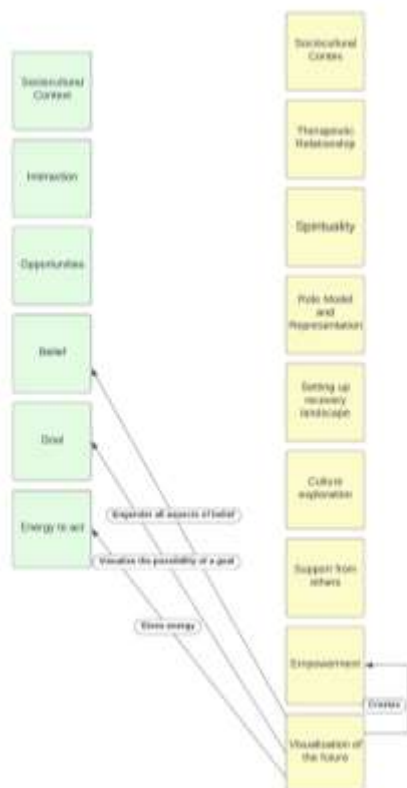 Sociocultural
Context
Interaction
Opportunities
Belief
Goal
Energy to act
Sociocultural
Contex
Therapeutic
Relationship
Spirituality
Role Model
and
Representation
Setting up
recovery
landscape
Culture
exploration
Support from
others
Empowerment
Visualization of
the future
Engender all aspects of belief
Visualize the possibility of a goal
Gives energy
Creates